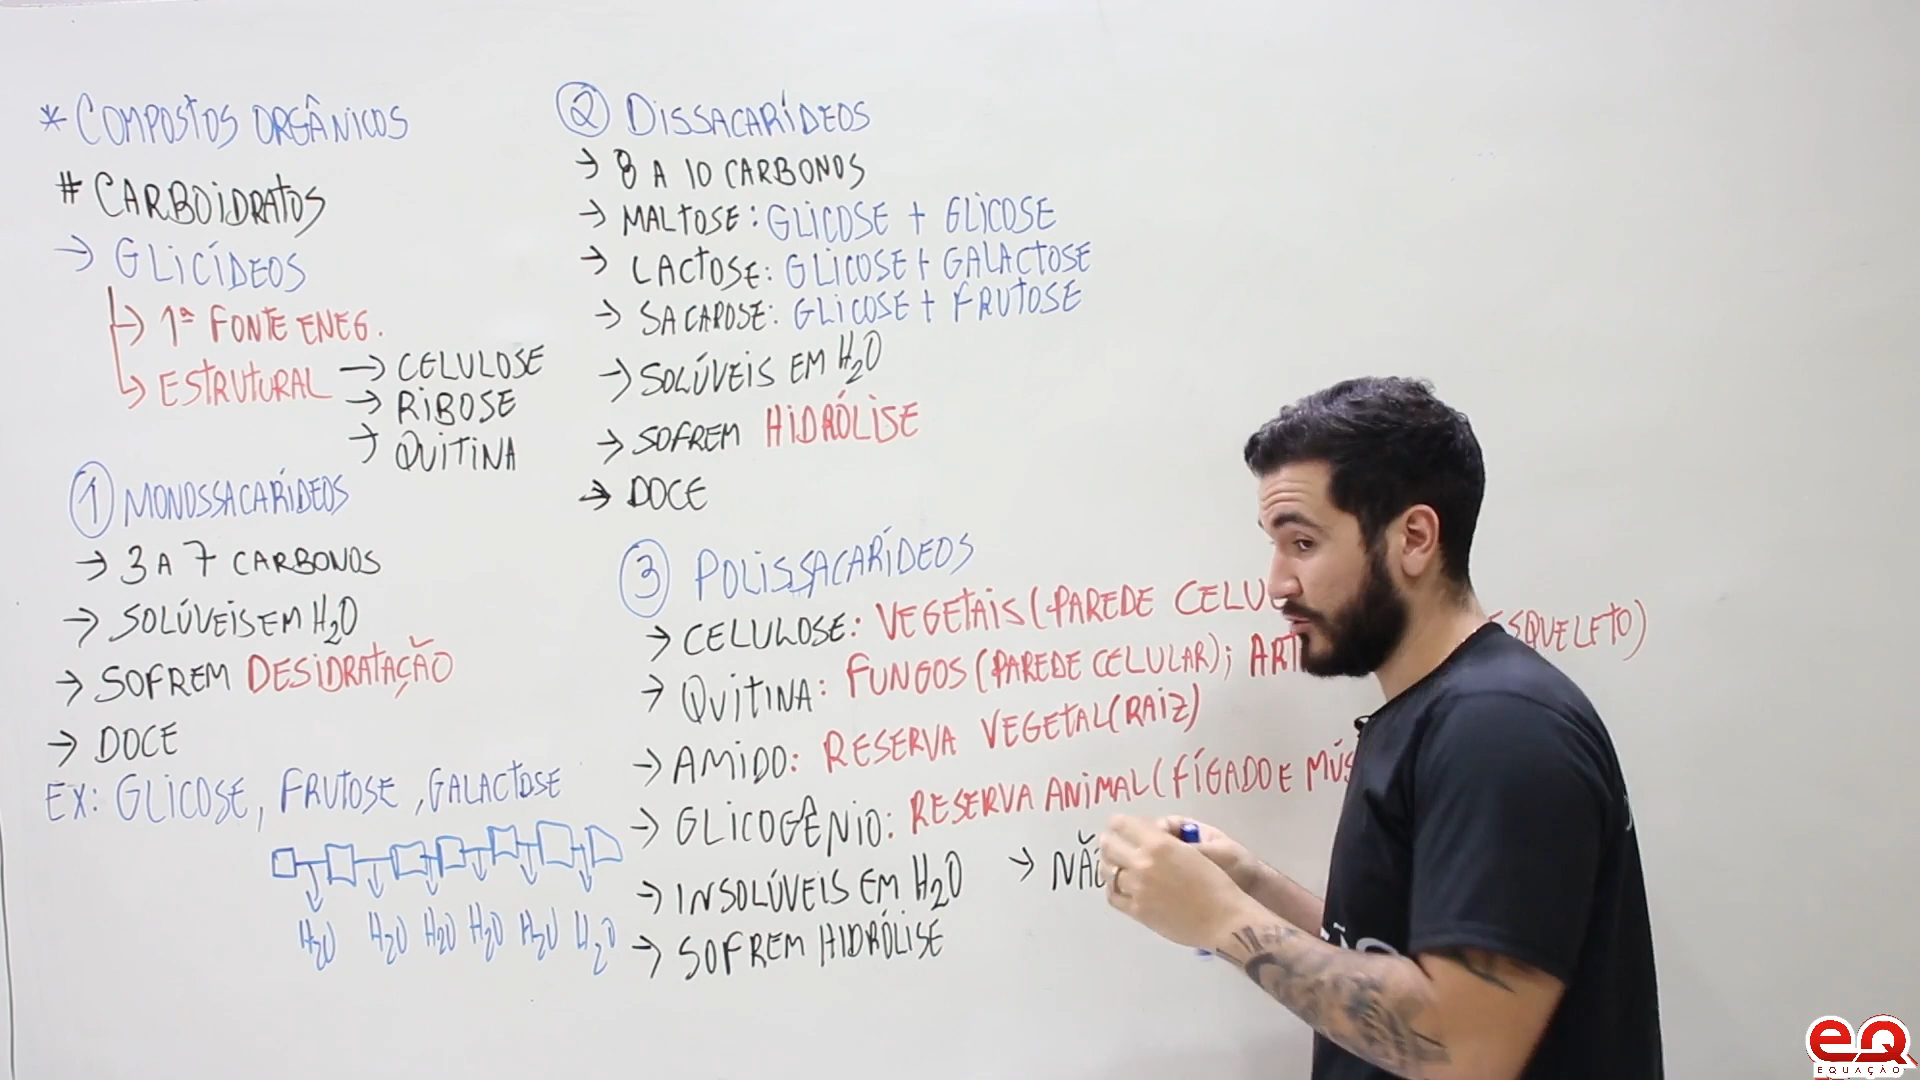 * COMPOSTOS ORGÂNICOS
# CARBOIDRATOS
→ GLICÍDEOS
→ 1ª FONTE ENEG.
→ ESTRUTURAL → CELULOSE
→ RIBOSE
→ QUITINA
① MONOSSACARÍDEOS
→ 3 A 7 CARBONOS
→ SOLÚVEIS EM H₂O
→ SOFREM DESIDRATAÇÃO
→ DOCE
EX: GLICOSE, FRUTOSE, GALACTOSE
H₂O H₂O H₂O H₂O H₂O H₂O
② DISSACARÍDEOS
→ 8 A 10 CARBONOS
→ MALTOSE: GLICOSE + GLICOSE
→ LACTOSE: GLICOSE + GALACTOSE
→ SACAROSE: GLICOSE + FRUTOSE
→ SOLÚVEIS EM H₂O
→ SOFREM HIDRÓLISE
→ DOCE
③ POLISSACARÍDEOS
→ CELULOSE: VEGETAIS (PAREDE CELU
→ QUITINA: FUNGOS (PAREDE CELULAR); ART ESQUELETO)
→ AMIDO: RESERVA VEGETAL (RAIZ)
→ GLICOGÊNIO: RESERVA ANIMAL (FÍGADO E MÚS
→ INSOLÚVEIS EM H₂O → NÃO
→ SOFREM HIDRÓLISE
eQ
EQUAÇÃO